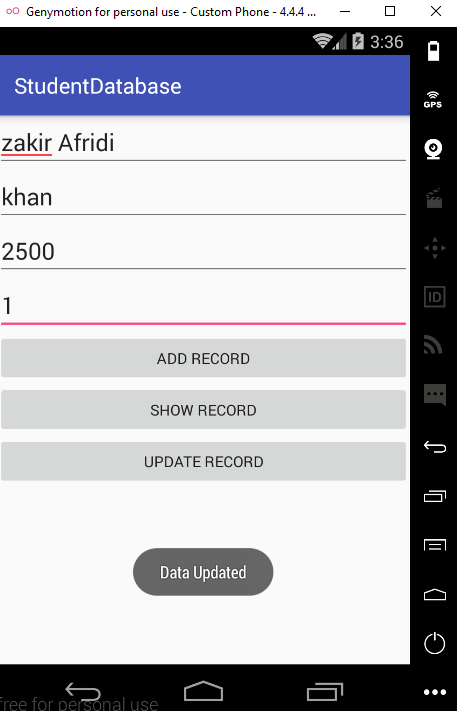 Genymotion for personal use - Custom Phone - 4.4.4 ...
3:36
GPS
StudentDatabase
zakir Afridi
khan
2500
ID
1
ADD RECORD
SHOW RECORD
UPDATE RECORD
Data Updated
free for personal use